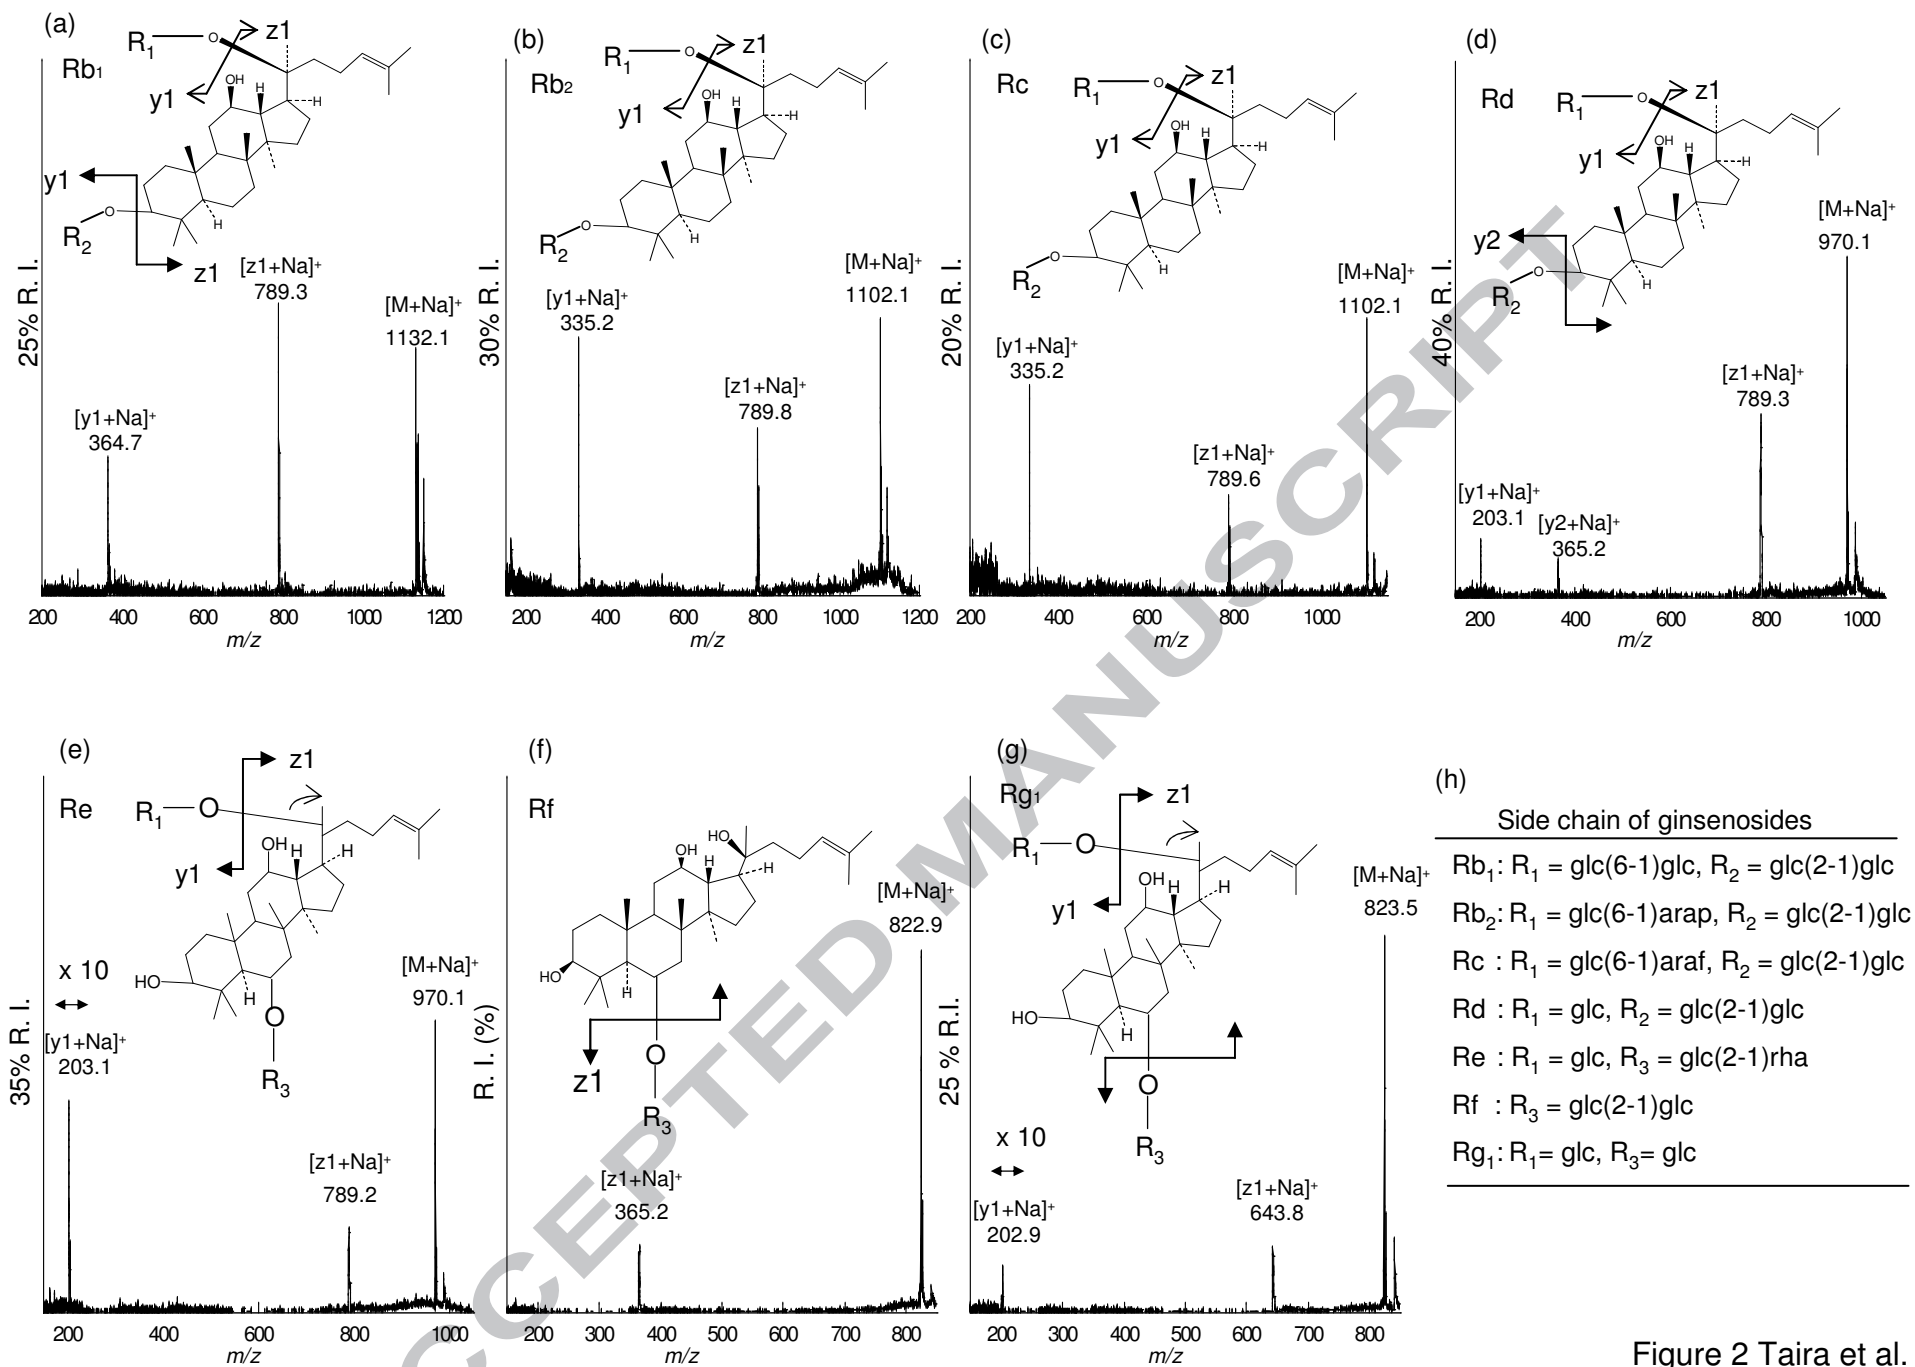 (a)
Rb1
R1
O
z1
y1
OH
H
H
y1
O
R2
H
z1
25% R. I.
[y1+Na]+
364.7
[z1+Na]+
789.3
[M+Na]+
1132.1
200 400 600 800 1000 1200
m/z
(b)
Rb2
R1
O
z1
y1
OH
H
H
O
R2
H
30% R. I.
[y1+Na]+
335.2
[z1+Na]+
789.8
[M+Na]+
1102.1
200 400 600 800 1000 1200
m/z
(c)
Rc
R1
O
z1
y1
OH
H
H
O
R2
H
20% R. I.
[y1+Na]+
335.2
[z1+Na]+
789.6
[M+Na]+
1102.1
200 400 600 800 1000
m/z
(d)
Rd
R1
O
z1
y1
OH
H
H
y2
O
R2
H
40% R. I.
[y1+Na]+
203.1
[y2+Na]+
365.2
[z1+Na]+
789.3
[M+Na]+
970.1
200 400 600 800 1000
m/z
(e)
Re
R1
O
z1
y1
OH
H
H
HO
H
O
R3
x 10
35% R. I.
[y1+Na]+
203.1
[z1+Na]+
789.2
[M+Na]+
970.1
200 400 600 800 1000
m/z
(f)
Rf
HO
OH
H
H
HO
H
O
R3
z1
R. I. (%)
[z1+Na]+
365.2
[M+Na]+
822.9
200 300 400 500 600 700 800
m/z
(g)
Rg1
R1
O
z1
y1
OH
H
H
HO
H
O
R3
x 10
25 % R.I.
[y1+Na]+
202.9
[z1+Na]+
643.8
[M+Na]+
823.5
200 300 400 500 600 700 800
m/z
(h)
Side chain of ginsenosides
Rb1: R1 = glc(6-1)glc, R2 = glc(2-1)glc
Rb2: R1 = glc(6-1)arap, R2 = glc(2-1)glc
Rc : R1 = glc(6-1)araf, R2 = glc(2-1)glc
Rd : R1 = glc, R2 = glc(2-1)glc
Re : R1 = glc, R3 = glc(2-1)rha
Rf : R3 = glc(2-1)glc
Rg1: R1= glc, R3= glc
CCEPTED MANUSCRIPT
Figure 2 Taira et al.